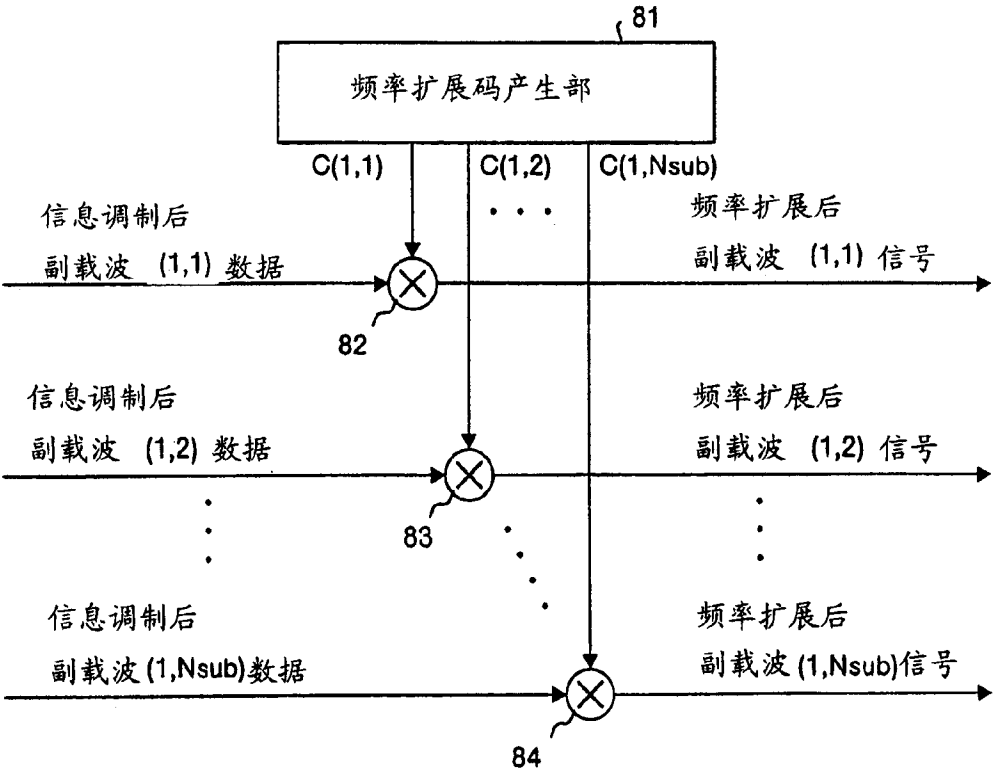 81
频率扩展码产生部
C(1,1) C(1,2) C(1,Nsub)
信息调制后
副载波 (1,1) 数据
频率扩展后
副载波 (1,1) 信号
82
信息调制后
副载波 (1,2) 数据
频率扩展后
副载波 (1,2) 信号
83
信息调制后
副载波(1,Nsub)数据
频率扩展后
副载波(1,Nsub)信号
84